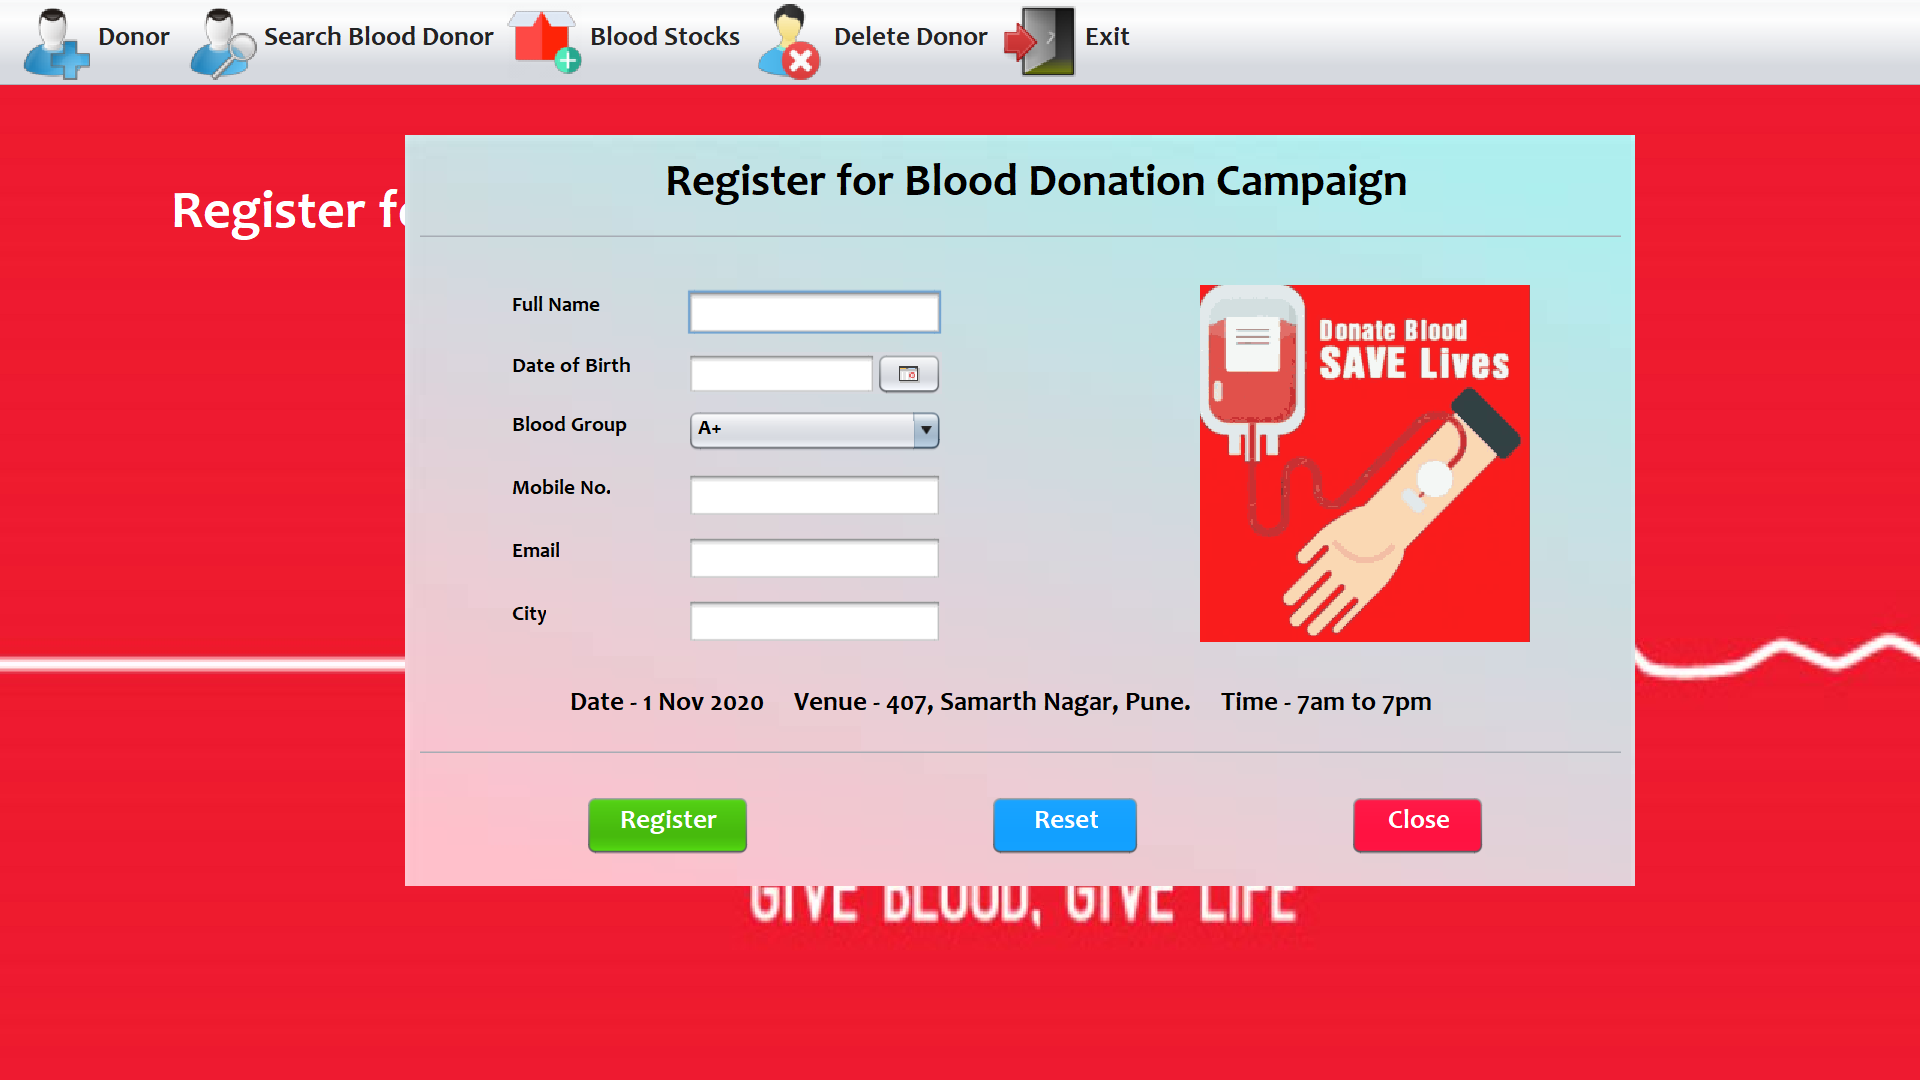 Donor Search Blood Donor Blood Stocks Delete Donor Exit
Register for Blood Donation Campaign
Register fo
Full Name
Donate Blood
SAVE Lives
Date of Birth
Blood Group A+
Mobile No.
Email
City
Date - 1 Nov 2020 Venue - 407, Samarth Nagar, Pune. Time - 7am to 7pm
Register Reset Close
GIVE BLOOD, GIVE LIFE